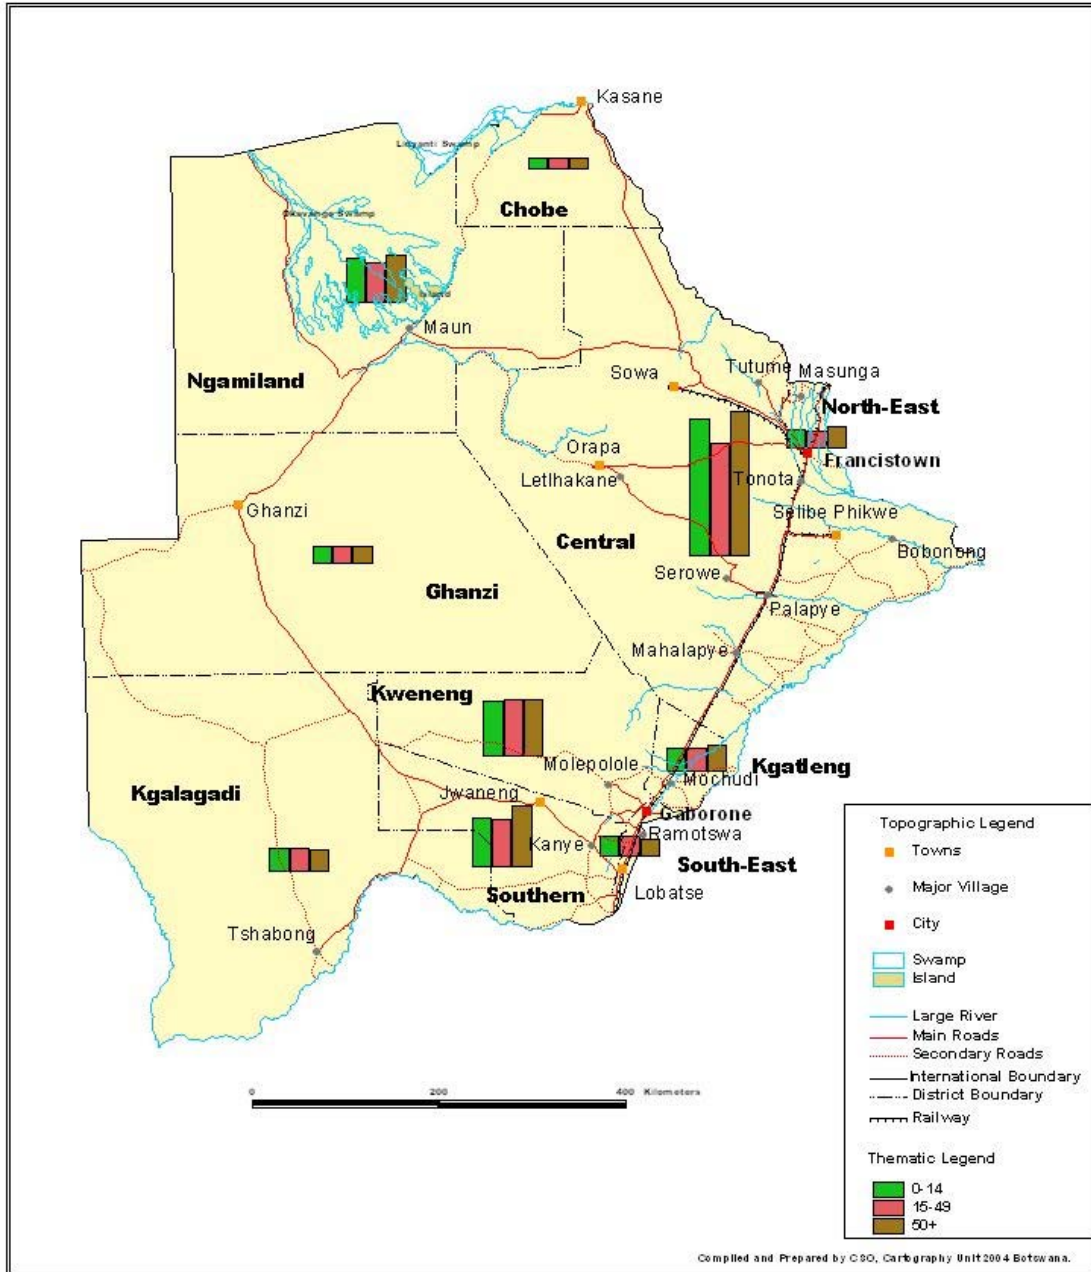 Kasane
Linyanti Swamp
Chobe
Okavango Swamp
Island
Maun
Ngamiland
Sowa
Tutume
Masunga
North-East
Orapa
Francistown
Letlhakane
Tonota
Ghanzi
Selibe Phikwe
Central
Bobonong
Serowe
Ghanzi
Palapye
Mahalapye
Kweneng
Molepolole
Kgatleng
Mochudi
Kgalagadi
Jwaneng
Gaborone
Ramotswa
Kanye
South-East
Southern
Lobatse
Tshabong
0 200 400 Kilometers
Topographic Legend
Towns
Major Village
City
Swamp
Island
Large River
Main Roads
Secondary Roads
International Boundary
District Boundary
Railway
Thematic Legend
0-14
15-49
50+
Compiled and Prepared by CSO, Cartography Unit 2004 Botswana.